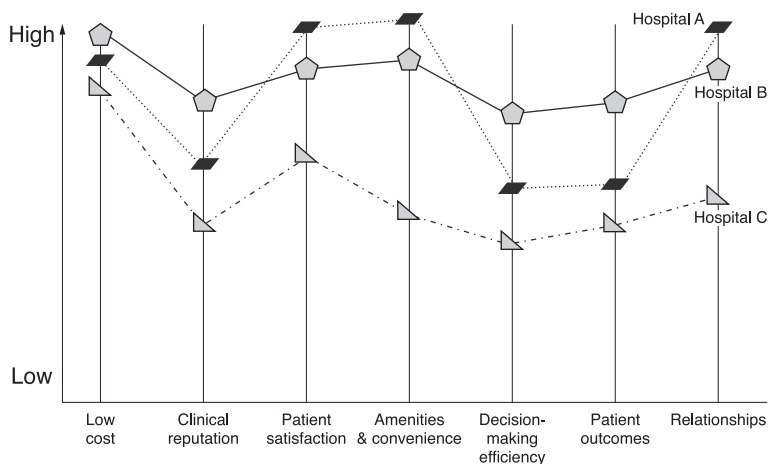 High
Hospital A
Hospital B
Hospital C
Low
Low
cost
Clinical
reputation
Patient
satisfaction
Amenities
& convenience
Decision-
making
efficiency
Patient
outcomes
Relationships